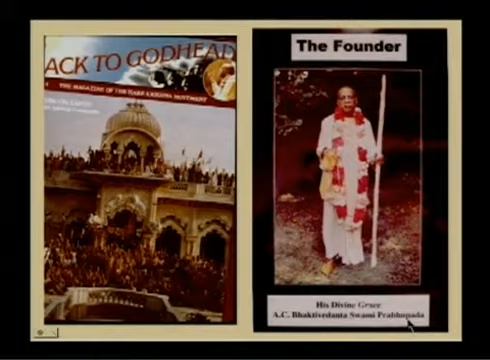 ACK TO GODHEAD
THE MAGAZINE OF THE HARE KRISHNA MOVEMENT
The Founder
His Divine Grace
A.C. Bhaktivedanta Swami Prabhupada